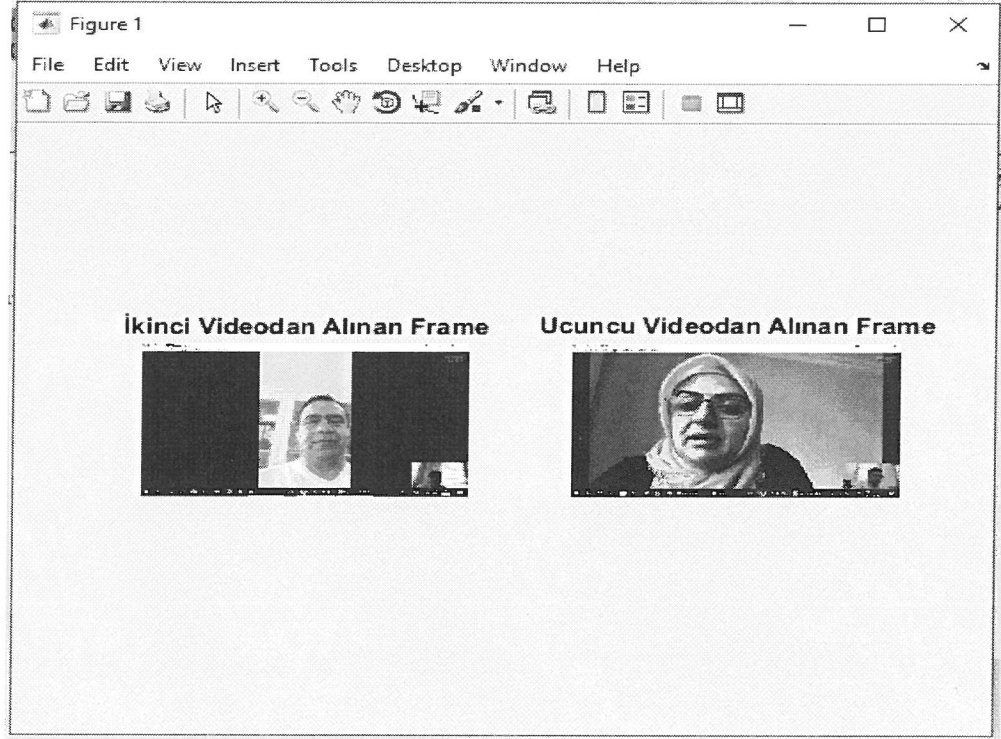 Figure 1
File Edit View Insert Tools Desktop Window Help
İkinci Videodan Alınan Frame
Ucuncu Videodan Alınan Frame